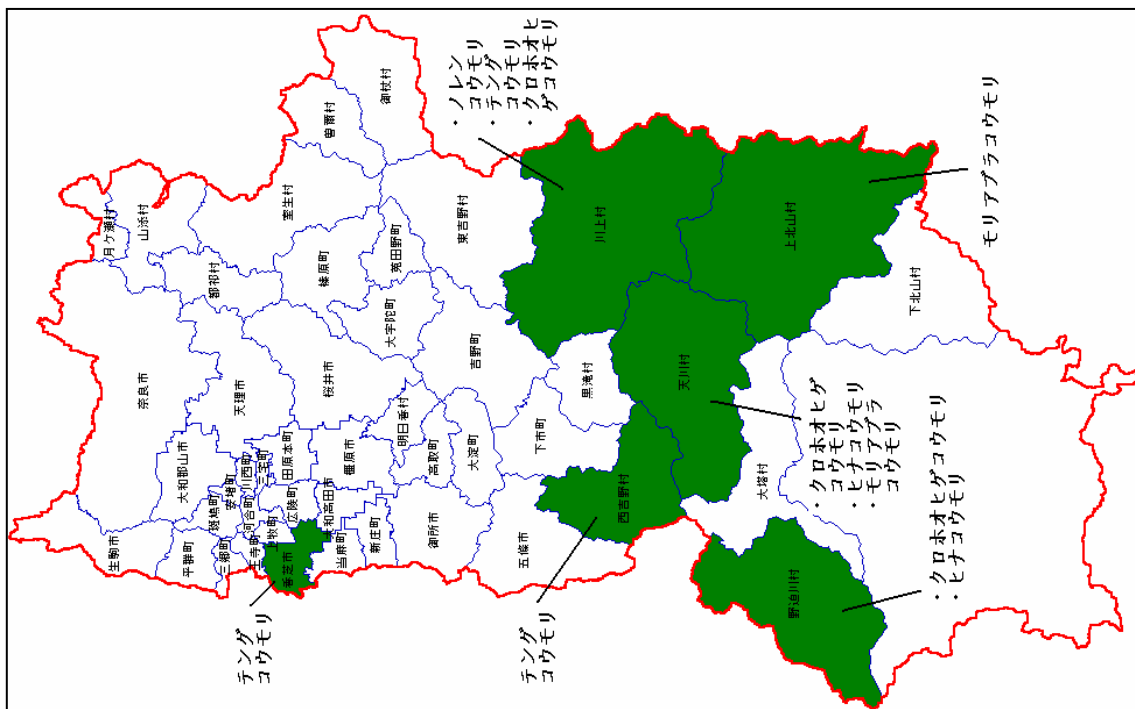 ・ノレン
コウモリ
・テング
コウモリ
・クロホオヒ
ゲコウモリ
御杖村
曽爾村
月ケ瀬村
山添村
室生村
都祁村
榛原町
菟田野町
東吉野村
大宇陀町
奈良市
天理市
桜井市
吉野町
川上村
上北山村
モリアブラコウモリ
下北山村
大和郡山市
田原本町
橿原市
明日香村
高取町
大淀町
下市町
黒滝村
天川村
生駒市
平群町
三郷町
斑鳩町
安堵町
川西町
三宅町
河合町
王寺町
上牧町
広陵町
大和高田市
香芝市
当麻町
新庄町
御所市
五條市
西吉野村
大塔村
野迫川村
テング
コウモリ
テング
コウモリ
・クロホオヒゲ
コウモリ
・ヒナコウモリ
・モリアブラ
コウモリ
・クロホオヒゲコウモリ
・ヒナコウモリ